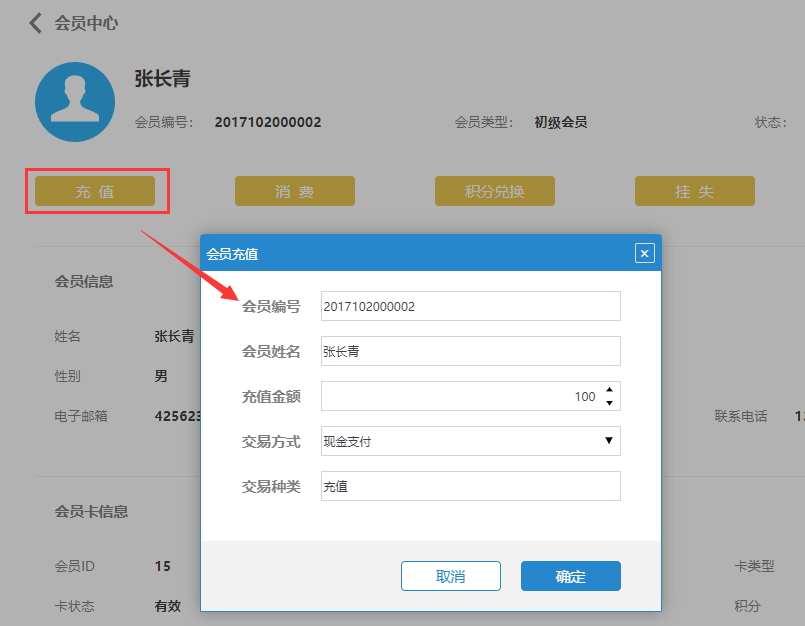 会员中心
张长青
会员编号： 2017102000002 会员类型： 初级会员 状态：
充 值 消 费 积分兑换 挂 失
会员充值
会员信息
会员编号 2017102000002
姓名 张长青
会员姓名 张长青
性别 男
充值金额 100
电子邮箱 425623 联系电话
交易方式 现金支付
交易种类 充值
会员卡信息
会员ID 15 卡类型
取消 确定
卡状态 有效 积分